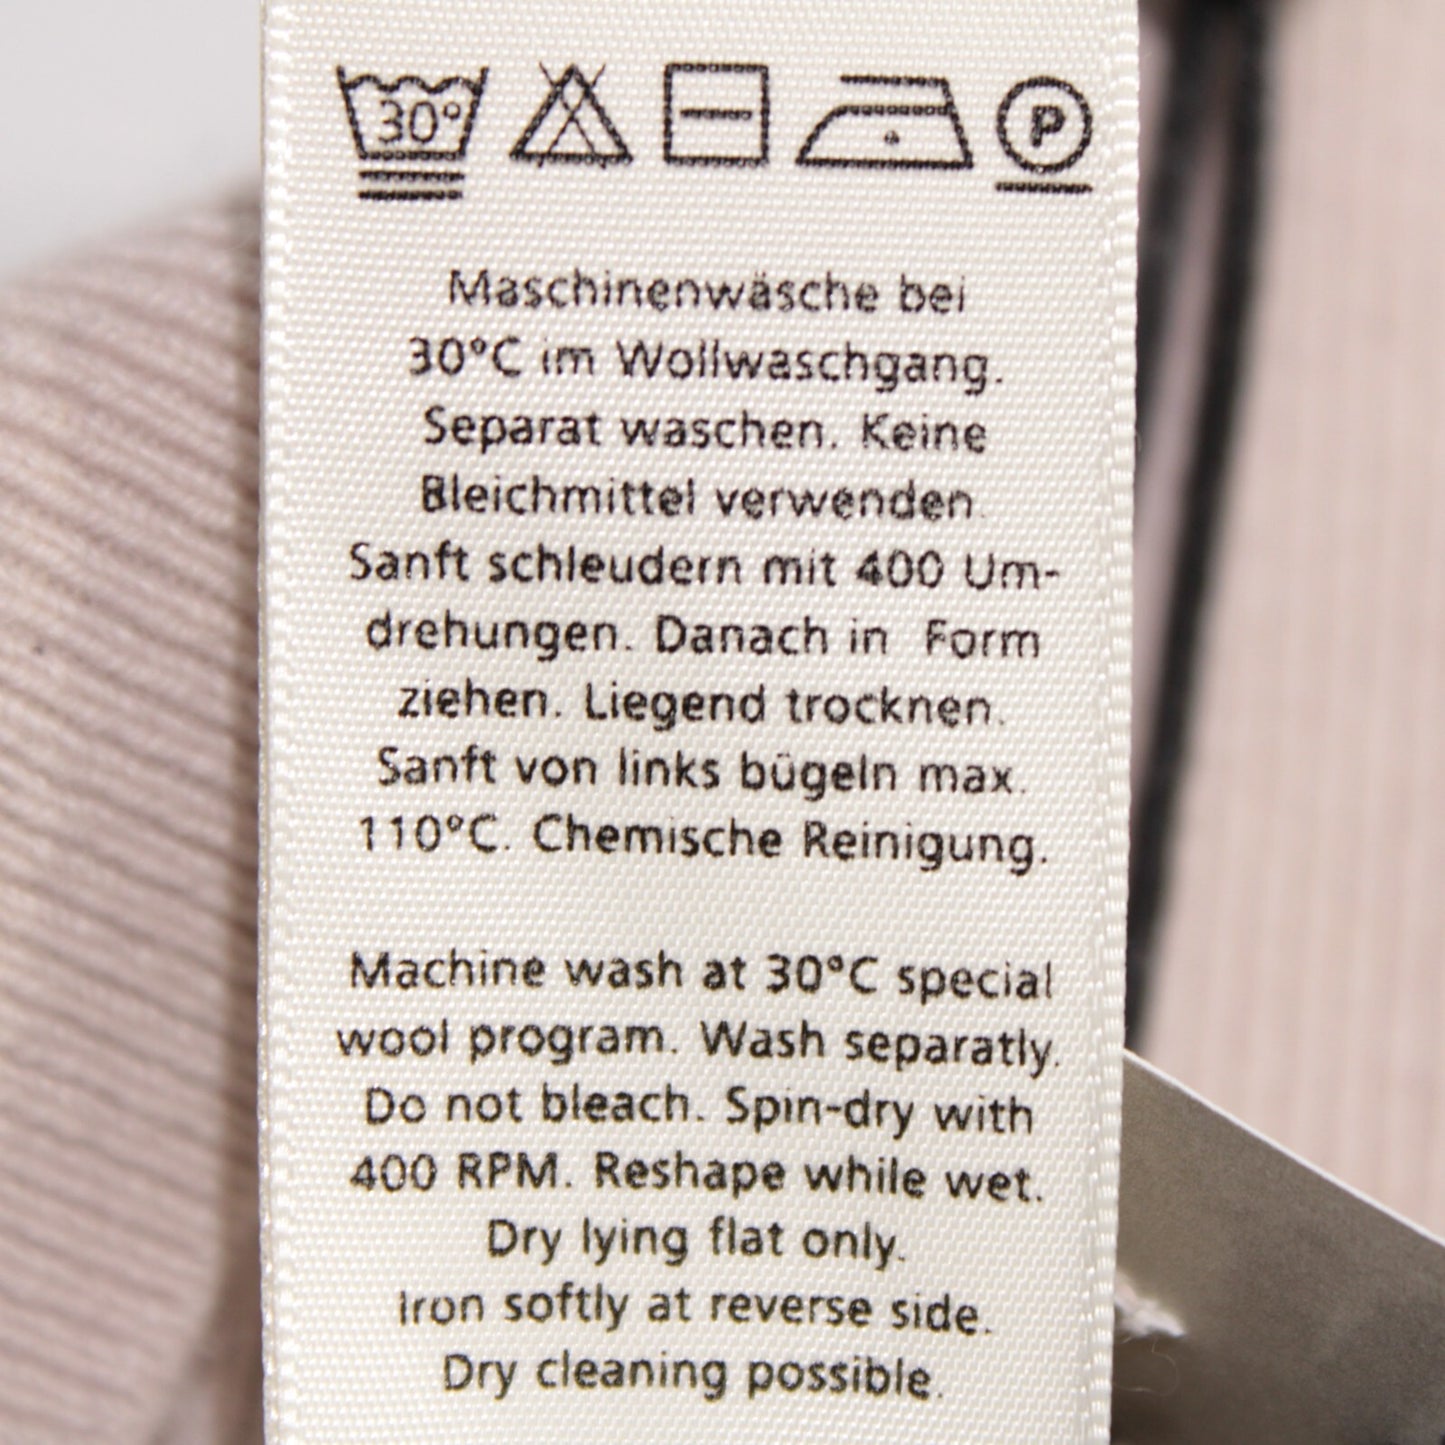 30°
P
Maschinenwäsche bei
30°C im Wollwaschgang.
Separat waschen. Keine
Bleichmittel verwenden.
Sanft schleudern mit 400 Um-
drehungen. Danach in Form
ziehen. Liegend trocknen.
Sanft von links bügeln max.
110°C. Chemische Reinigung.
Machine wash at 30°C special
wool program. Wash separatly.
Do not bleach. Spin-dry with
400 RPM. Reshape while wet.
Dry lying flat only.
Iron softly at reverse side.
Dry cleaning possible.